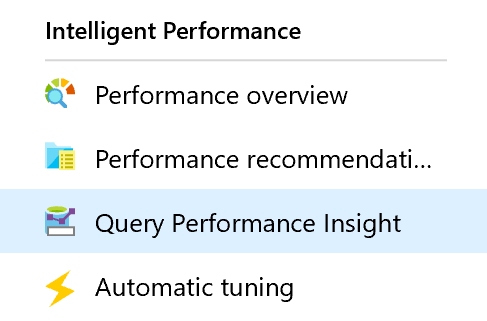 Intelligent Performance
Performance overview
Performance recommendati...
Query Performance Insight
Automatic tuning